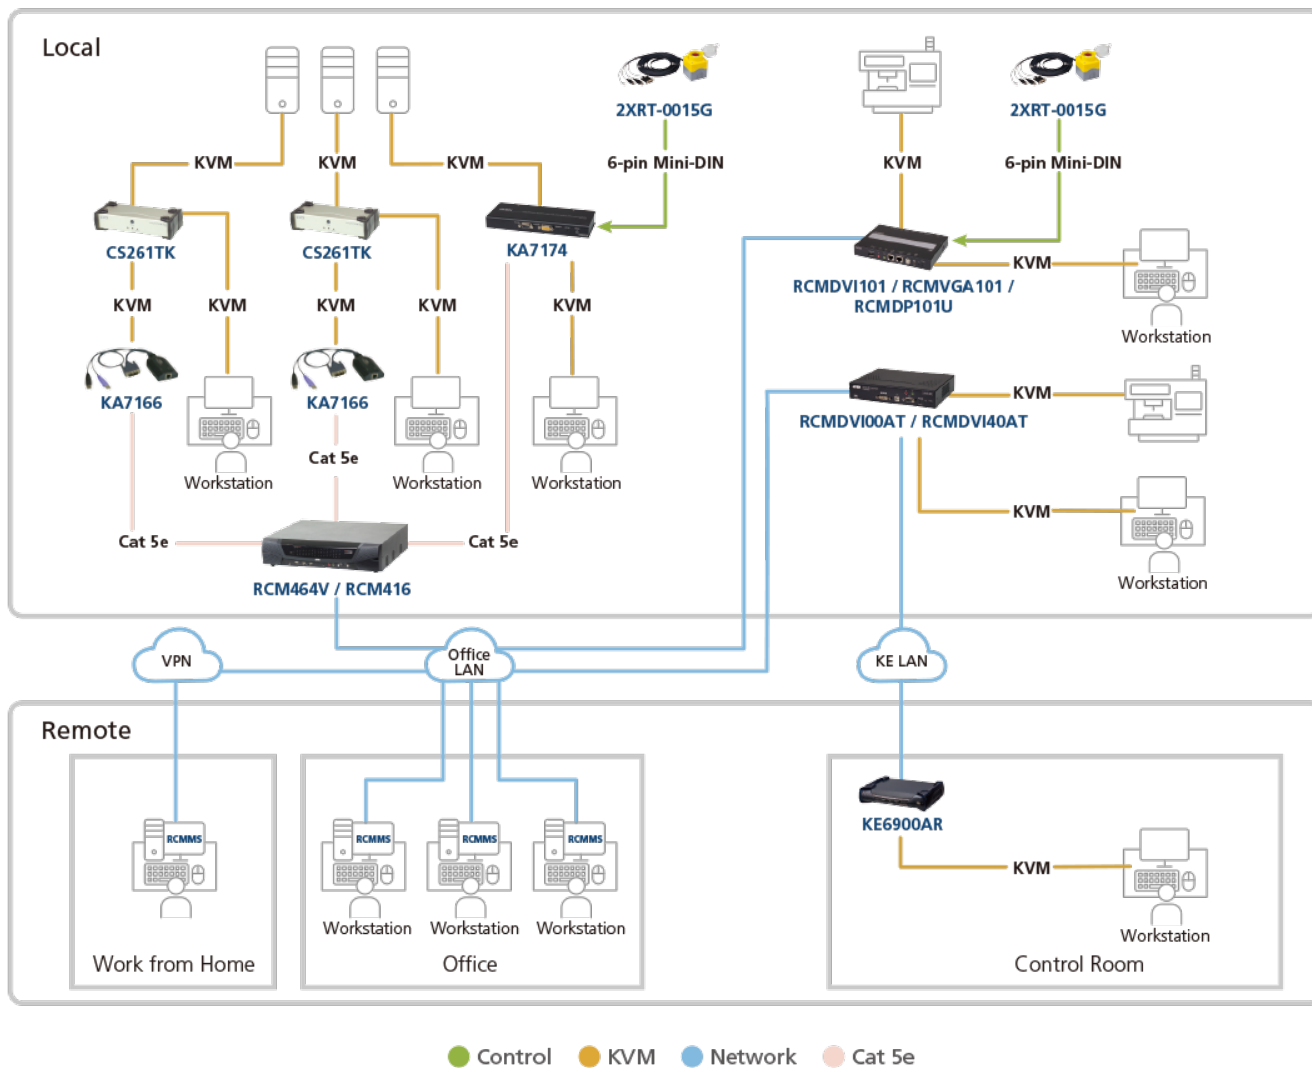 Local
2XRT-0015G
2XRT-0015G
KVM
KVM
KVM
6-pin Mini-DIN
KVM
6-pin Mini-DIN
CS261TK
CS261TK
KA7174
KVM
RCMDVI101 / RCMVGA101 /
RCMDP101U
KVM
KVM
KVM
KVM
KVM
Workstation
KA7166
KA7166
KVM
RCMDVI00AT / RCMDVI40AT
Cat 5e
Workstation
Workstation
Workstation
KVM
Cat 5e
Cat 5e
RCM464V / RCM416
Workstation
VPN
Office
LAN
KE LAN
Remote
RCMMS
RCMMS
RCMMS
RCMMS
KE6900AR
KVM
Workstation
Workstation
Workstation
Workstation
Work from Home
Office
Control Room
Control
KVM
Network
Cat 5e